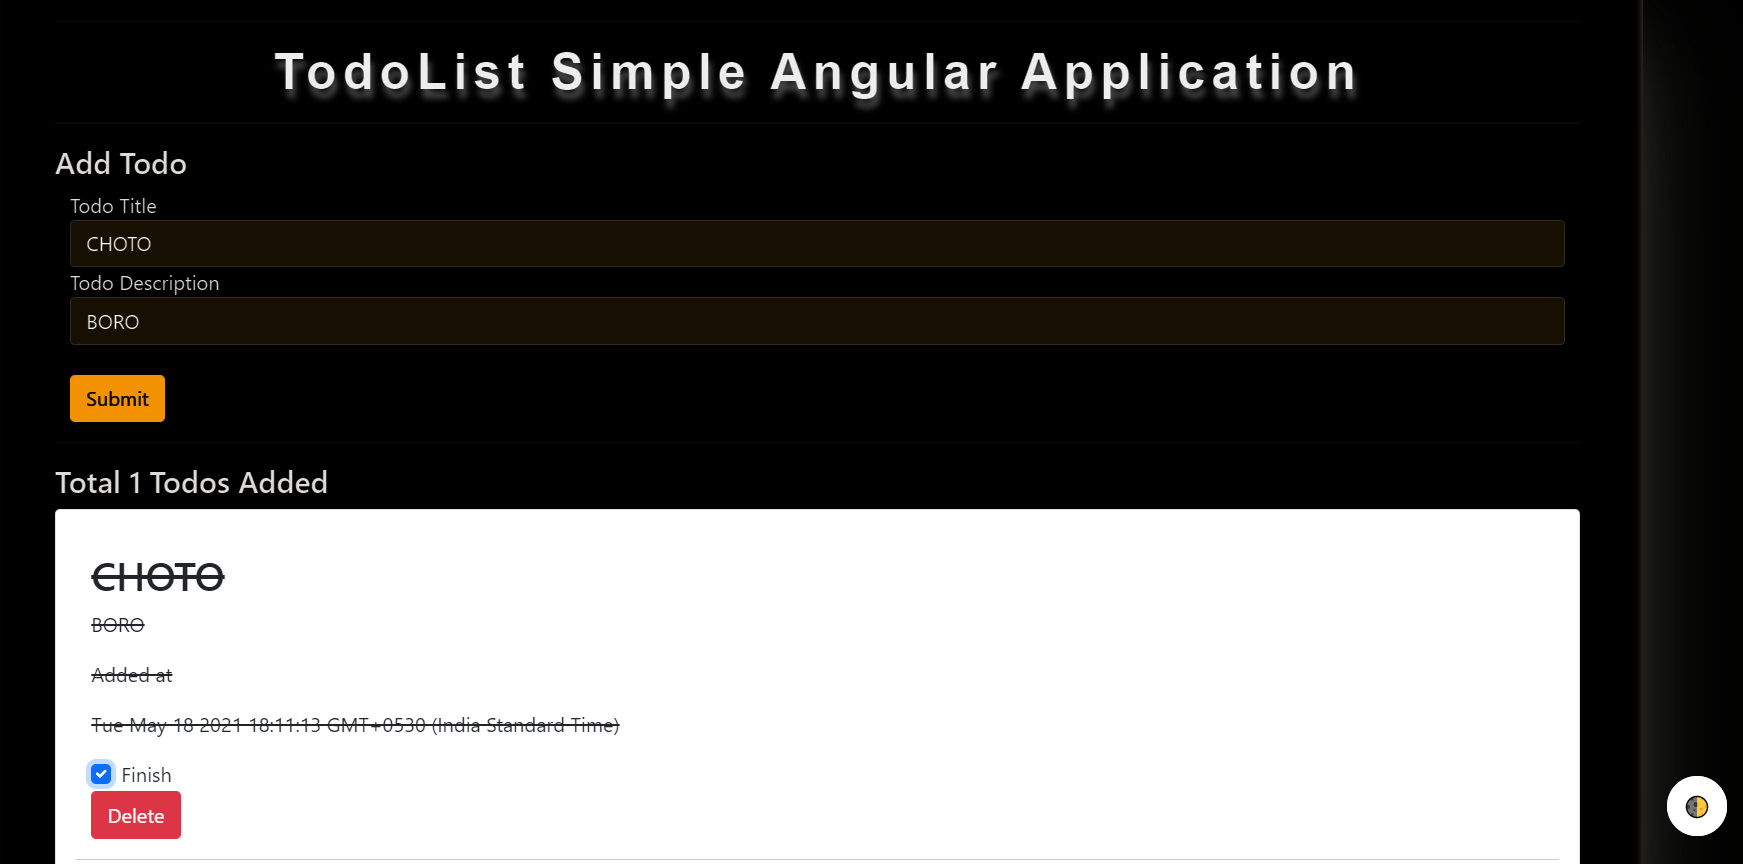 TodoList Simple Angular Application
Add Todo
Todo Title
CHOTO
Todo Description
BORO
Submit
Total 1 Todos Added
CHOTO
BORO
Added at
Tue May 18 2021 18:11:13 GMT+0530 (India Standard Time)
Finish
Delete